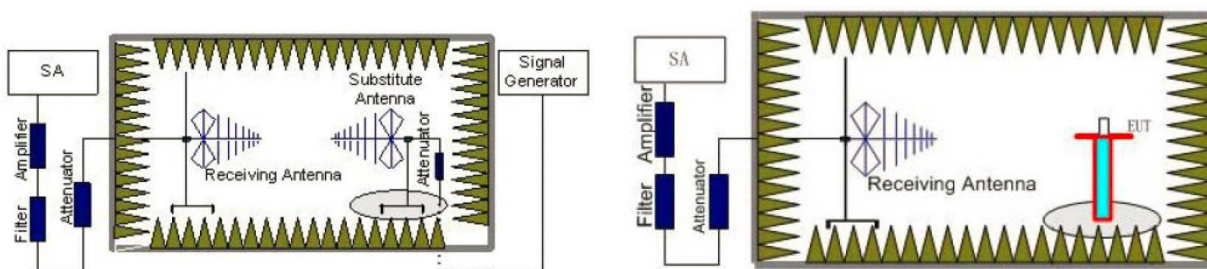 SA
Amplifier
Filter
Attenuator
Receiving Antenna
Substitute
Antenna
Attenuator
Signal
Generator
SA
Amplifier
Filter
Attenuator
Receiving Antenna
EUT